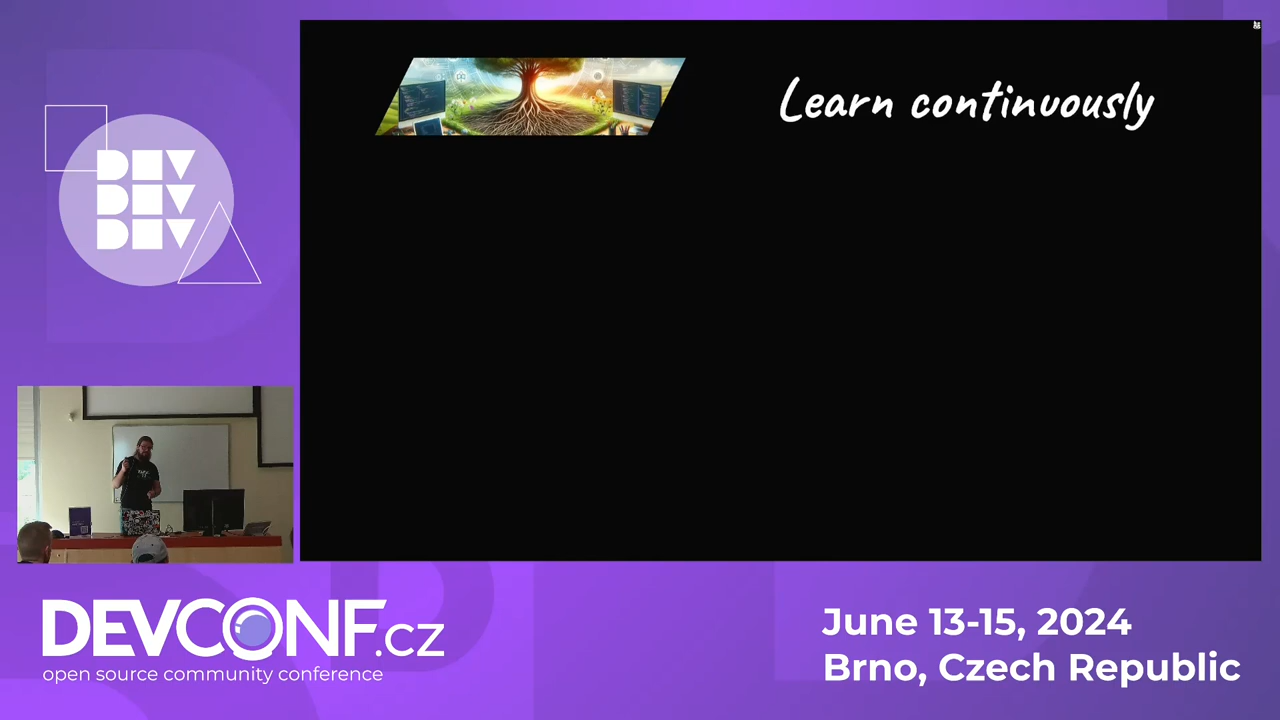 Learn continuously
DEV
DEV
DEV
DEVCONF.cz
open source community conference
June 13-15, 2024
Brno, Czech Republic